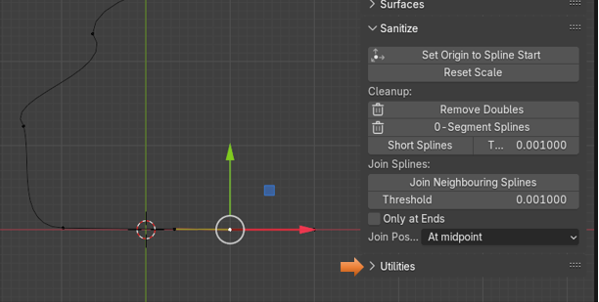 Surfaces
Sanitize
Set Origin to Spline Start
Reset Scale
Cleanup:
Remove Doubles
0-Segment Splines
Short Splines T... 0.001000
Join Splines:
Join Neighbouring Splines
Threshold 0.001000
Only at Ends
Join Pos... At midpoint
Utilities